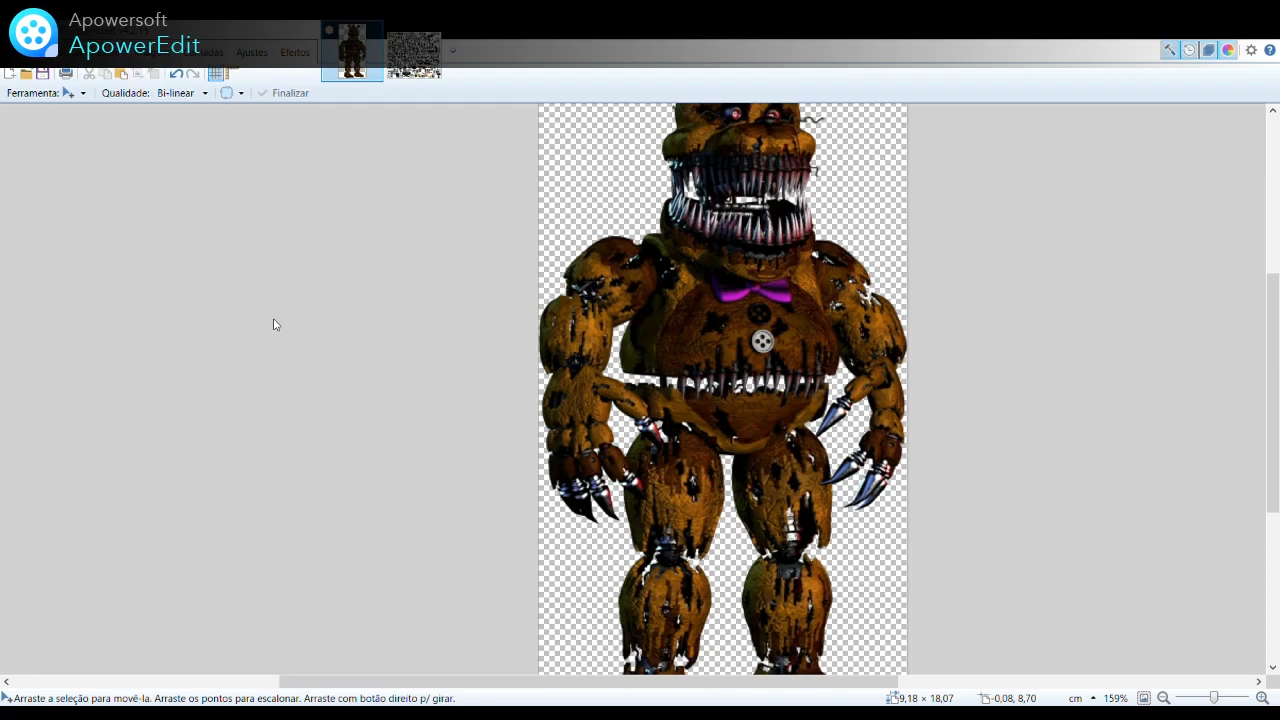 Apowersoft
ApowerEdit
Ajustes
Efeitos
Ferramenta:
Qualidade:
Bi-linear
Finalizar
Arraste a seleção para movê-la. Arraste os pontos para escalonar. Arraste com botão direito p/ girar.
9,18 × 18,07
-0,08, 8,70
cm
159%